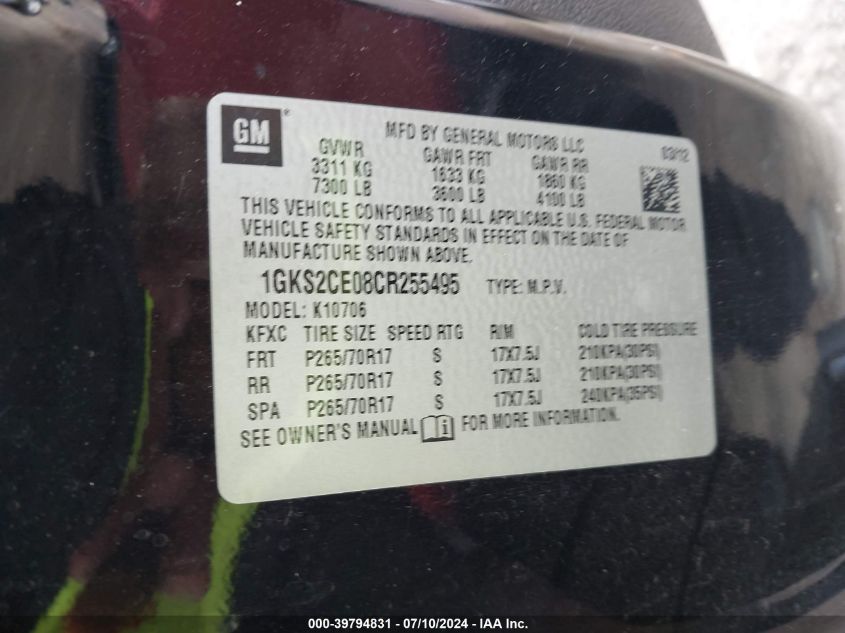 GM ®
MFD BY GENERAL MOTORS LLC 03/12
GVWR GAWR FRT GAWR RR
3311 KG 1633 KG 1860 KG
7300 LB 3600 LB 4100 LB
THIS VEHICLE CONFORMS TO ALL APPLICABLE U.S. FEDERAL MOTOR
VEHICLE SAFETY STANDARDS IN EFFECT ON THE DATE OF
MANUFACTURE SHOWN ABOVE.
1GKS2CE08CR255495 TYPE: M.P.V.
MODEL: K10706
KFXC TIRE SIZE SPEED RTG RIM COLD TIRE PRESSURE
FRT P265/70R17 S 17X7.5J 210KPA(30PSI)
RR P265/70R17 S 17X7.5J 210KPA(30PSI)
SPA P265/70R17 S 17X7.5J 240KPA(35PSI)
SEE OWNER'S MANUAL i FOR MORE INFORMATION.
000-39794831 - 07/10/2024 - IAA Inc.